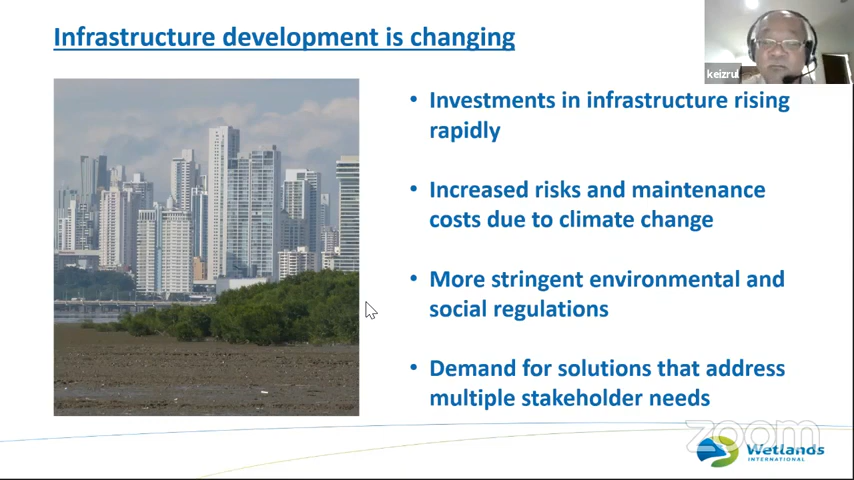 Infrastructure development is changing
keizrul
• Investments in infrastructure rising
rapidly
• Increased risks and maintenance
costs due to climate change
• More stringent environmental and
social regulations
• Demand for solutions that address
multiple stakeholder needs
zoom
Wetlands
INTERNATIONAL